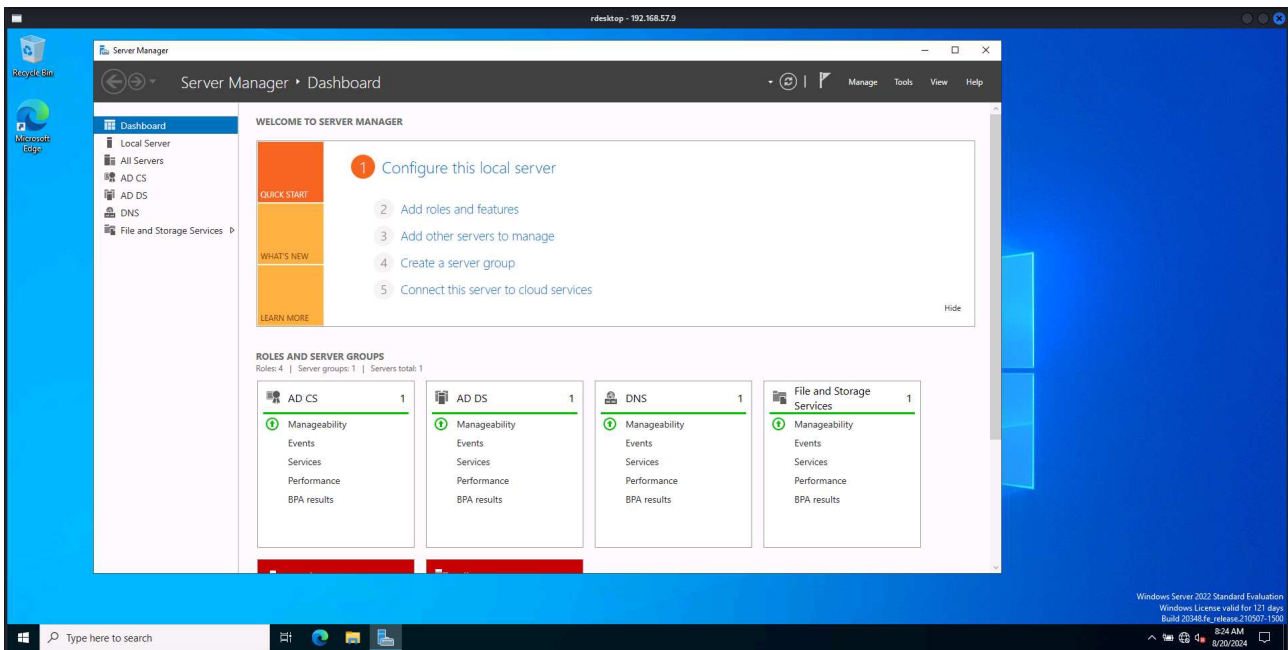 rdesktop - 192.168.57.9
Recycle Bin
Microsoft
Edge
Server Manager
Server Manager • Dashboard
Manage Tools View Help
Dashboard
Local Server
All Servers
AD CS
AD DS
DNS
File and Storage Services
WELCOME TO SERVER MANAGER
QUICK START
WHAT'S NEW
LEARN MORE
1 Configure this local server
2 Add roles and features
3 Add other servers to manage
4 Create a server group
5 Connect this server to cloud services
Hide
ROLES AND SERVER GROUPS
Roles: 4 | Server groups: 1 | Servers total: 1
AD CS 1
Manageability
Events
Services
Performance
BPA results
AD DS 1
Manageability
Events
Services
Performance
BPA results
DNS 1
Manageability
Events
Services
Performance
BPA results
File and Storage
Services 1
Manageability
Events
Services
Performance
BPA results
Windows Server 2022 Standard Evaluation
Windows License valid for 121 days
Build 20348.fe_release.210507-1500
Type here to search
8:24 AM
8/20/2024